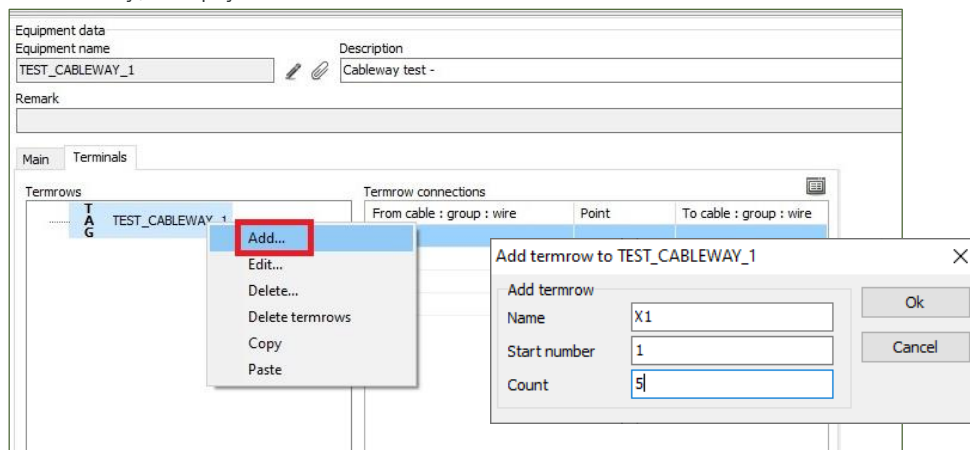 Equipment data
Equipment name
Description
TEST_CABLEWAY_1
Cableway test -
Remark
Main
Terminals
Termrows
Termrow connections
TAG
TEST_CABLEWAY_1
From cable : group : wire
Point
To cable : group : wire
Add...
Edit...
Delete...
Delete termrows
Copy
Paste
Add termrow to TEST_CABLEWAY_1
Add termrow
Name
X1
Start number
1
Count
5
Ok
Cancel